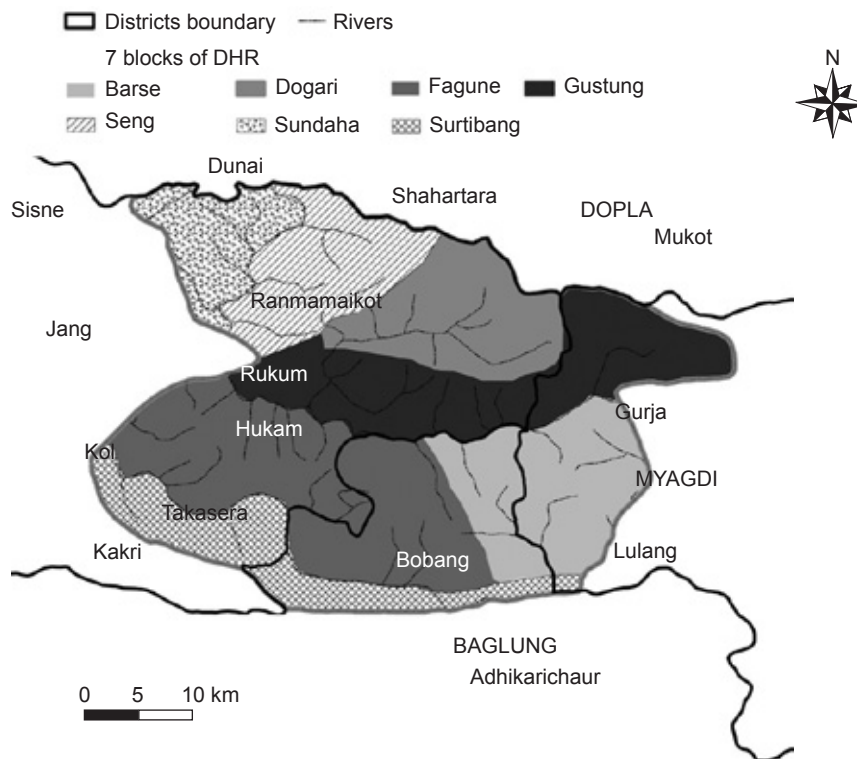 Districts boundary Rivers
7 blocks of DHR
Barse Dogari Fagune Gustung
Seng Sundaha Surtibang
N
Dunai
Shahartara
Sisne
DOPLA
Mukot
Ranmamaikot
Jang
Rukum
Gurja
Hukam
Kol
MYAGDI
Takasera
Kakri
Bobang
Lulang
BAGLUNG
Adhikarichaur
0 5 10 km